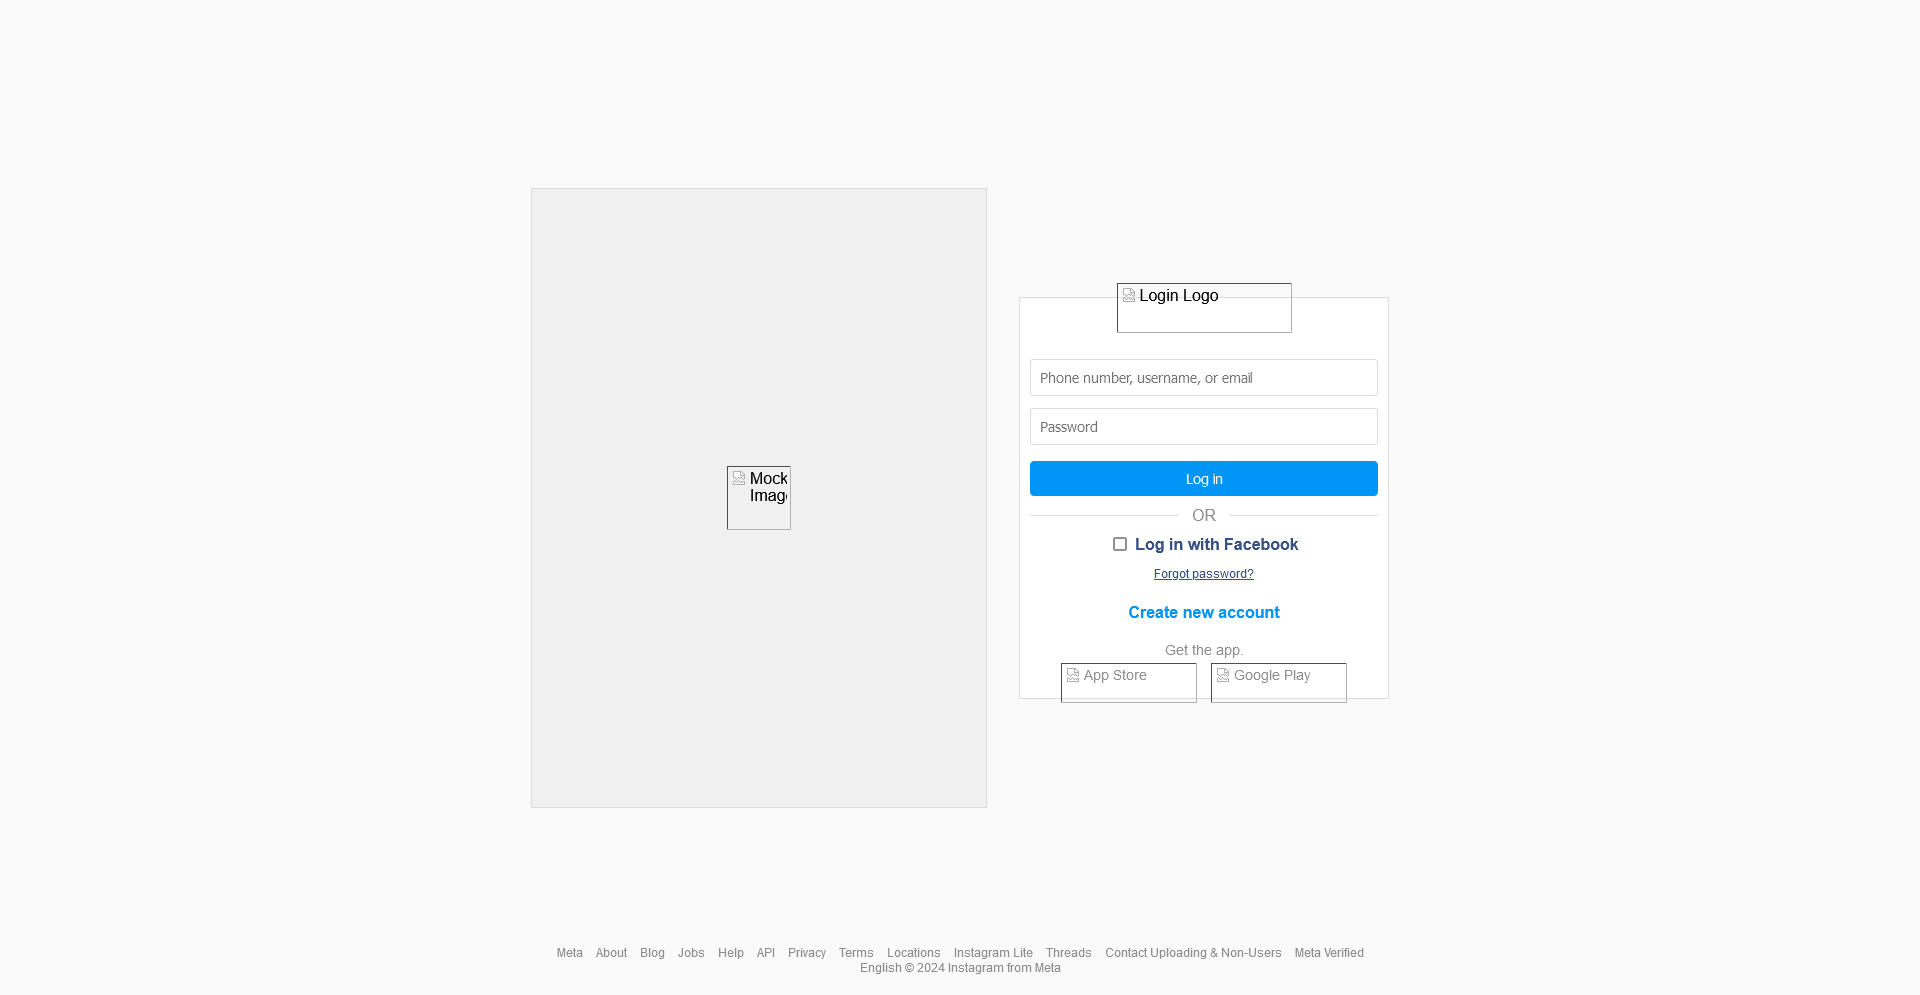 Login Logo
Phone number, username, or email
Password
Mock
Imag
Log in
OR
Log in with Facebook
Forgot password?
Create new account
Get the app.
App Store Google Play
Meta About Blog Jobs Help API Privacy Terms Locations Instagram Lite Threads Contact Uploading & Non-Users Meta Verified
English © 2024 Instagram from Meta